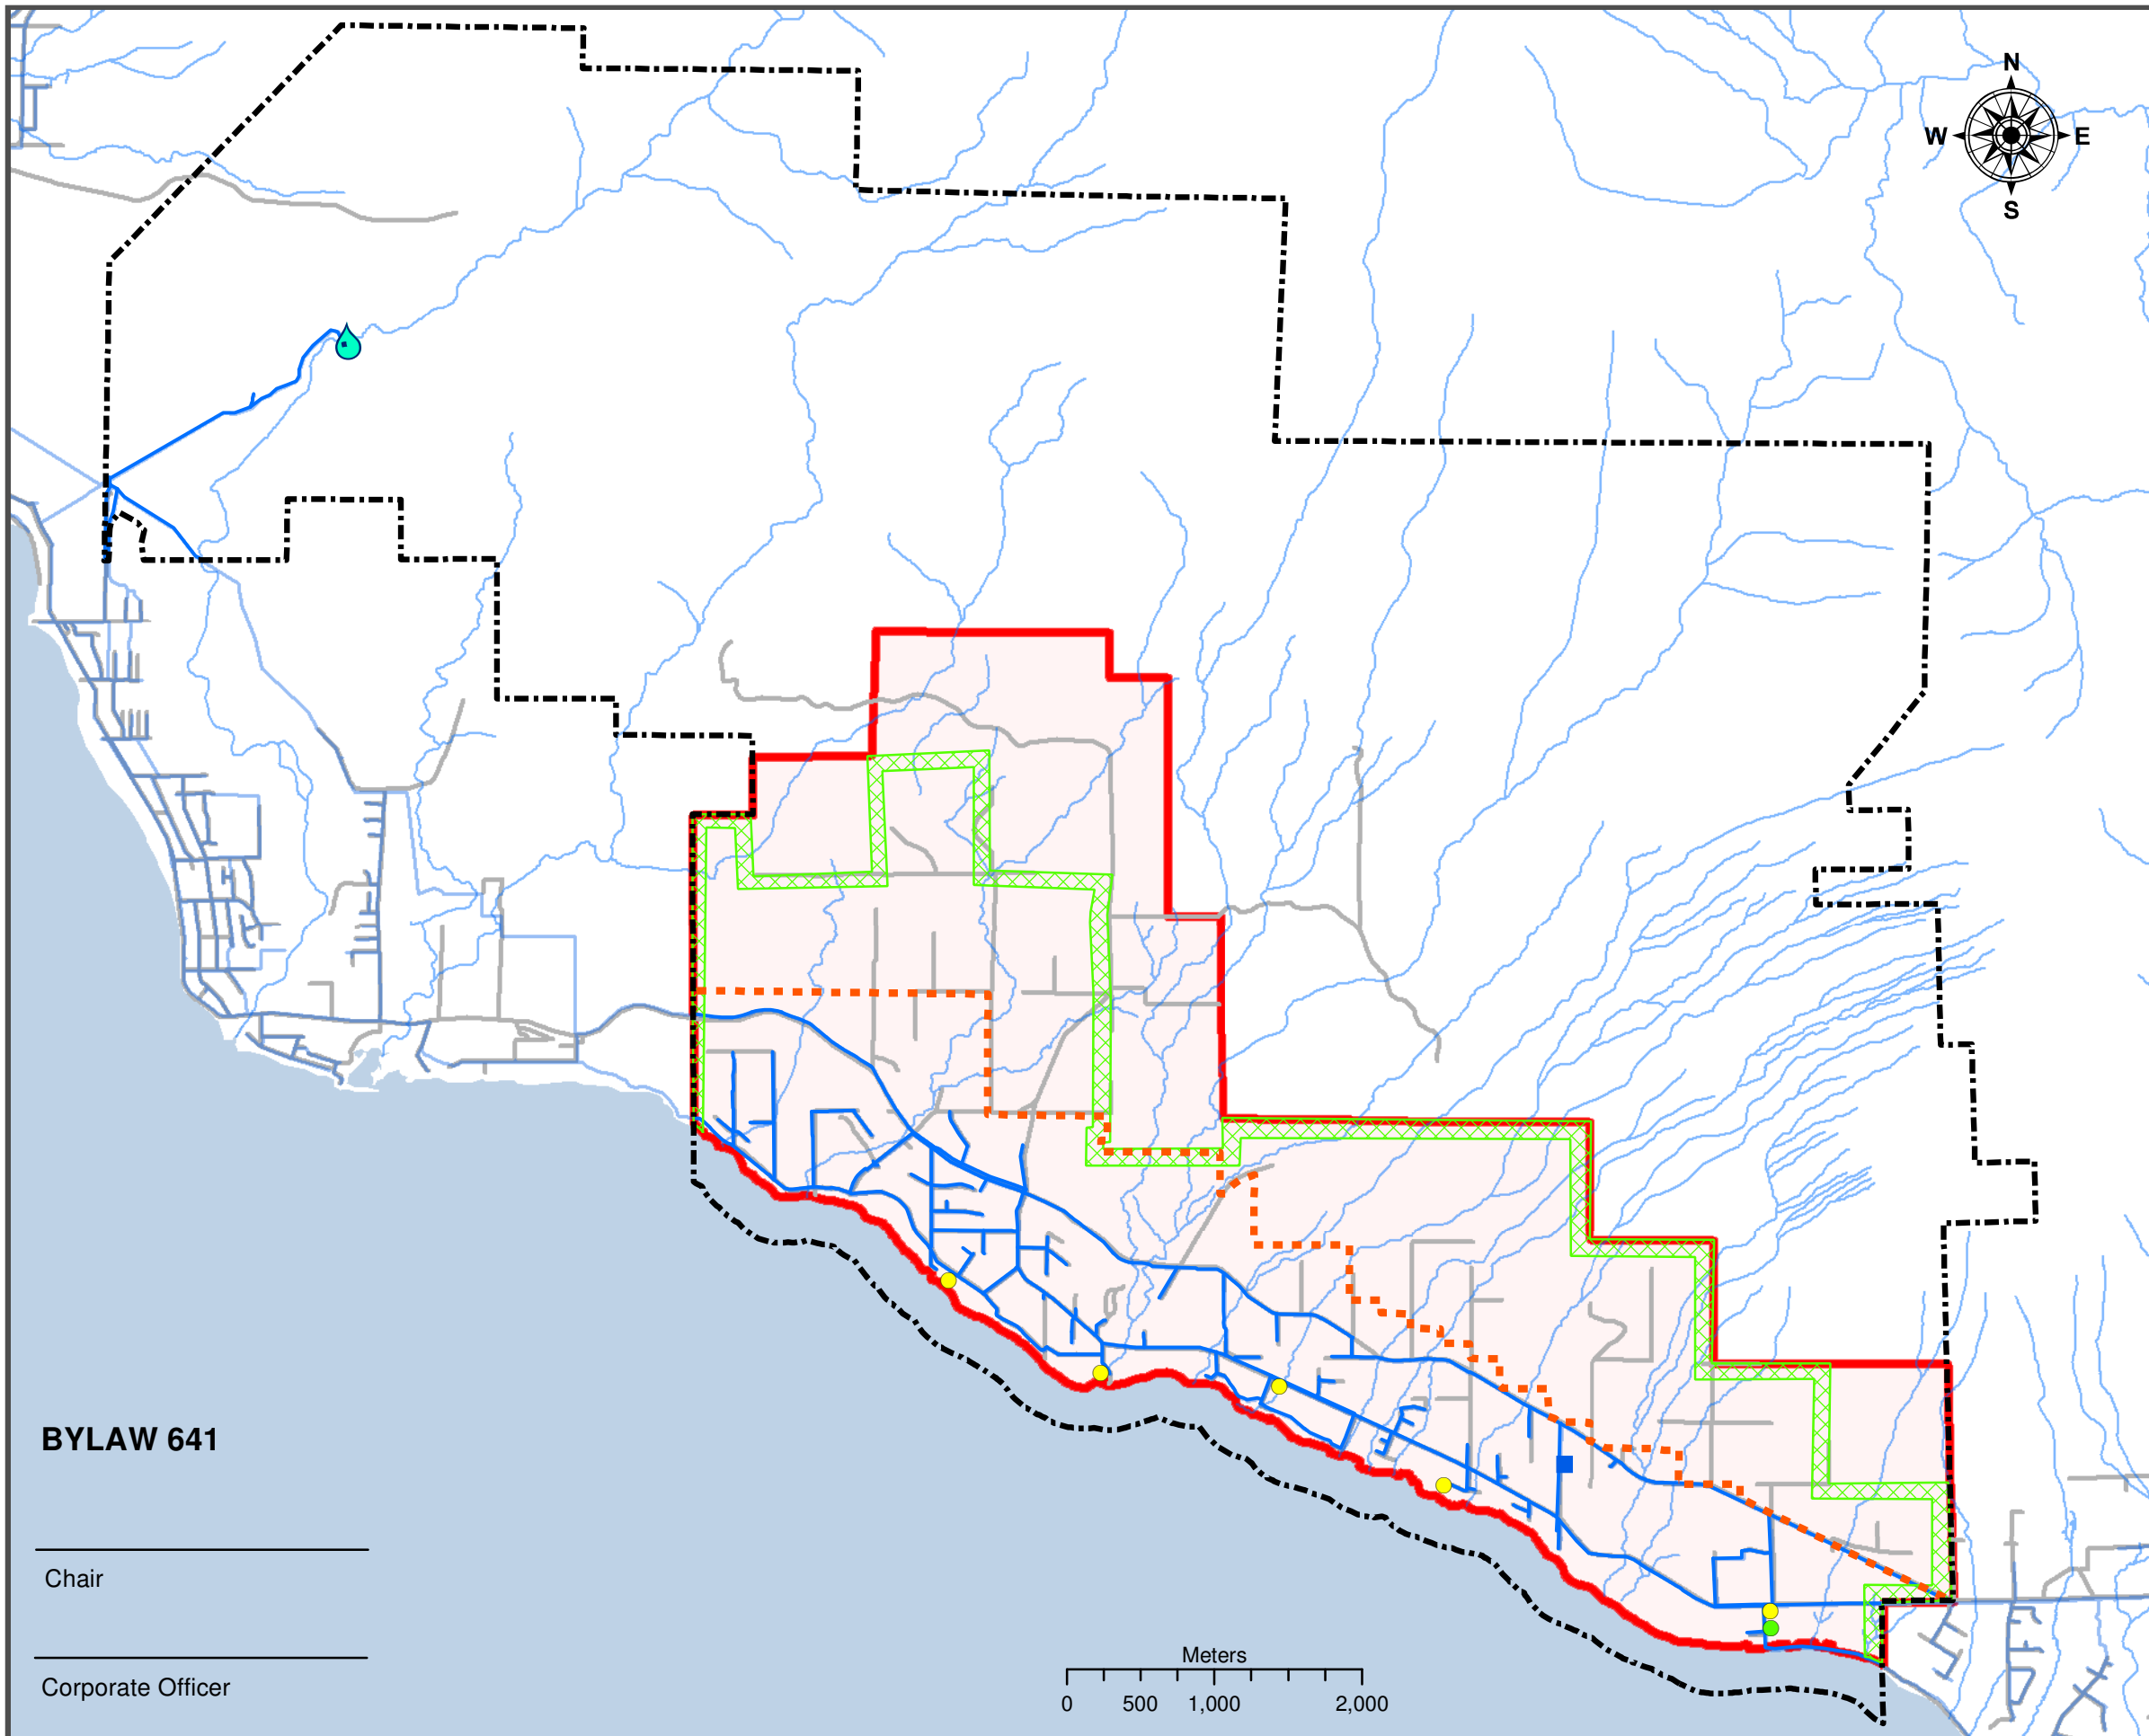 N
W E
S
BYLAW 641
Chair
Corporate Officer
Meters
0 500 1,000 2,000